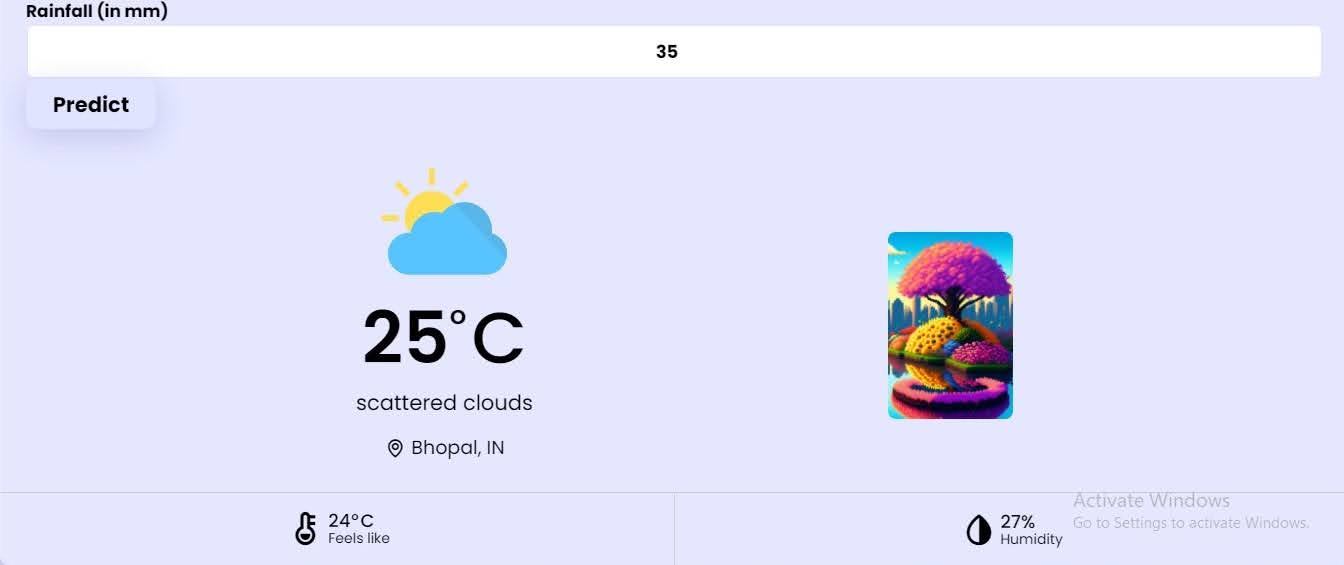 Rainfall (in mm)
35
Predict
25°C
scattered clouds
Bhopal, IN
24°C
Feels like
27%
Humidity
Activate Windows
Go to Settings to activate Windows.